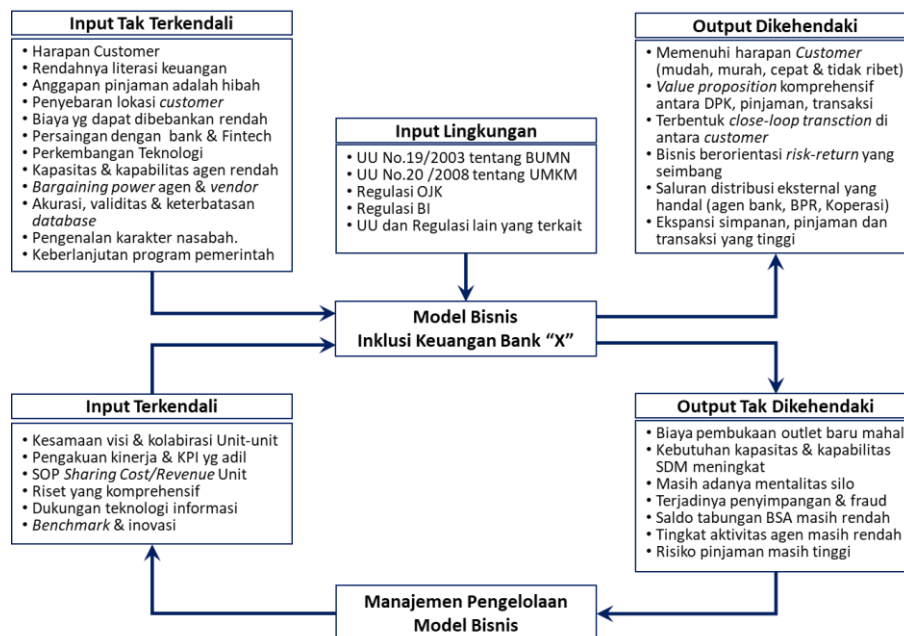 Input Tak Terkendali
• Harapan Customer
• Rendahnya literasi keuangan
• Anggapan pinjaman adalah hibah
• Penyebaran lokasi customer
• Biaya yg dapat dibebankan rendah
• Persaingan dengan bank & Fintech
• Perkembangan Teknologi
• Kapasitas & kapabilitas agen rendah
• Bargaining power agen & vendor
• Akurasi, validitas & keterbatasan
database
• Pengenalan karakter nasabah.
• Keberlanjutan program pemerintah
Input Lingkungan
• UU No.19/2003 tentang BUMN
• UU No.20 /2008 tentang UMKM
• Regulasi OJK
• Regulasi BI
• UU dan Regulasi lain yang terkait
Output Dikehendaki
• Memenuhi harapan Customer
(mudah, murah, cepat & tidak ribet)
• Value proposition komprehensif
antara DPK, pinjaman, transaksi
• Terbentuk close-loop transction di
antara customer
• Bisnis berorientasi risk-return yang
seimbang
• Saluran distribusi eksternal yang
handal (agen bank, BPR, Koperasi)
• Ekspansi simpanan, pinjaman dan
transaksi yang tinggi
Model Bisnis
Inklusi Keuangan Bank “X”
Input Terkendali
• Kesamaan visi & kolabirasi Unit-unit
• Pengakuan kinerja & KPI yg adil
• SOP Sharing Cost/Revenue Unit
• Riset yang komprehensif
• Dukungan teknologi informasi
• Benchmark & inovasi
Output Tak Dikehendaki
• Biaya pembukaan outlet baru mahal
• Kebutuhan kapasitas & kapabilitas
SDM meningkat
• Masih adanya mentalitas silo
• Terjadinya penyimpangan & fraud
• Saldo tabungan BSA masih rendah
• Tingkat aktivitas agen masih rendah
• Risiko pinjaman masih tinggi
Manajemen Pengelolaan
Model Bisnis